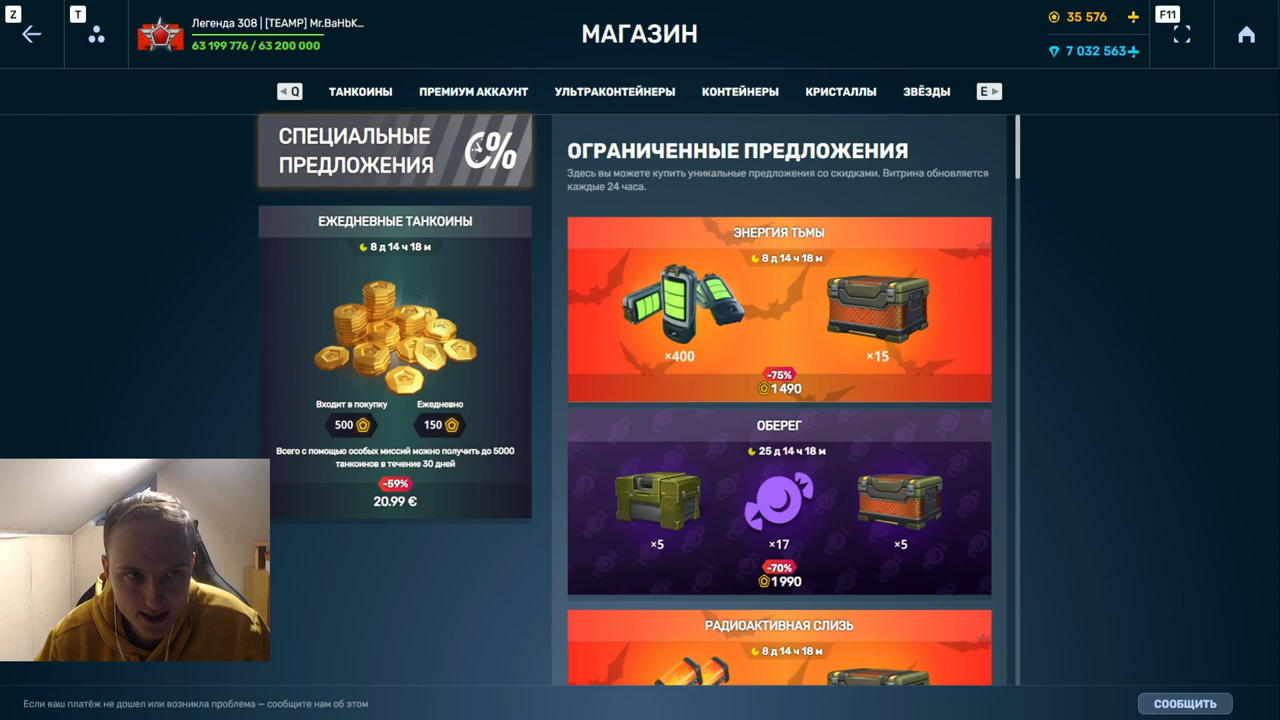 Z
T
Легенда 308 | [TEAMP] Mr.BaHbK...
63 199 776 / 63 200 000
МАГАЗИН
35 576
7 032 563
F11
Q
ТАНКОИНЫ
ПРЕМИУМ АККАУНТ
УЛЬТРАКОНТЕЙНЕРЫ
КОНТЕЙНЕРЫ
КРИСТАЛЛЫ
ЗВЁЗДЫ
E
СПЕЦИАЛЬНЫЕ
ПРЕДЛОЖЕНИЯ
%
ЕЖЕДНЕВНЫЕ ТАНКОИНЫ
8 д 14 ч 18 м
Входит в покупку
Ежедневно
500
150
Всего с помощью особых миссий можно получить до 5000
танкоинов в течение 30 дней
-59%
20.99 €
ОГРАНИЧЕННЫЕ ПРЕДЛОЖЕНИЯ
Здесь вы можете купить уникальные предложения со скидками. Витрина обновляется
каждые 24 часа.
ЭНЕРГИЯ ТЬМЫ
8 д 14 ч 18 м
×400
×15
-75%
1 490
ОБЕРЕГ
25 д 14 ч 18 м
×5
×17
×5
-70%
1 990
РАДИОАКТИВНАЯ СЛИЗЬ
8 д 14 ч 18 м
Если ваш платёж не дошел или возникла проблема — сообщите нам об этом
СООБЩИТЬ